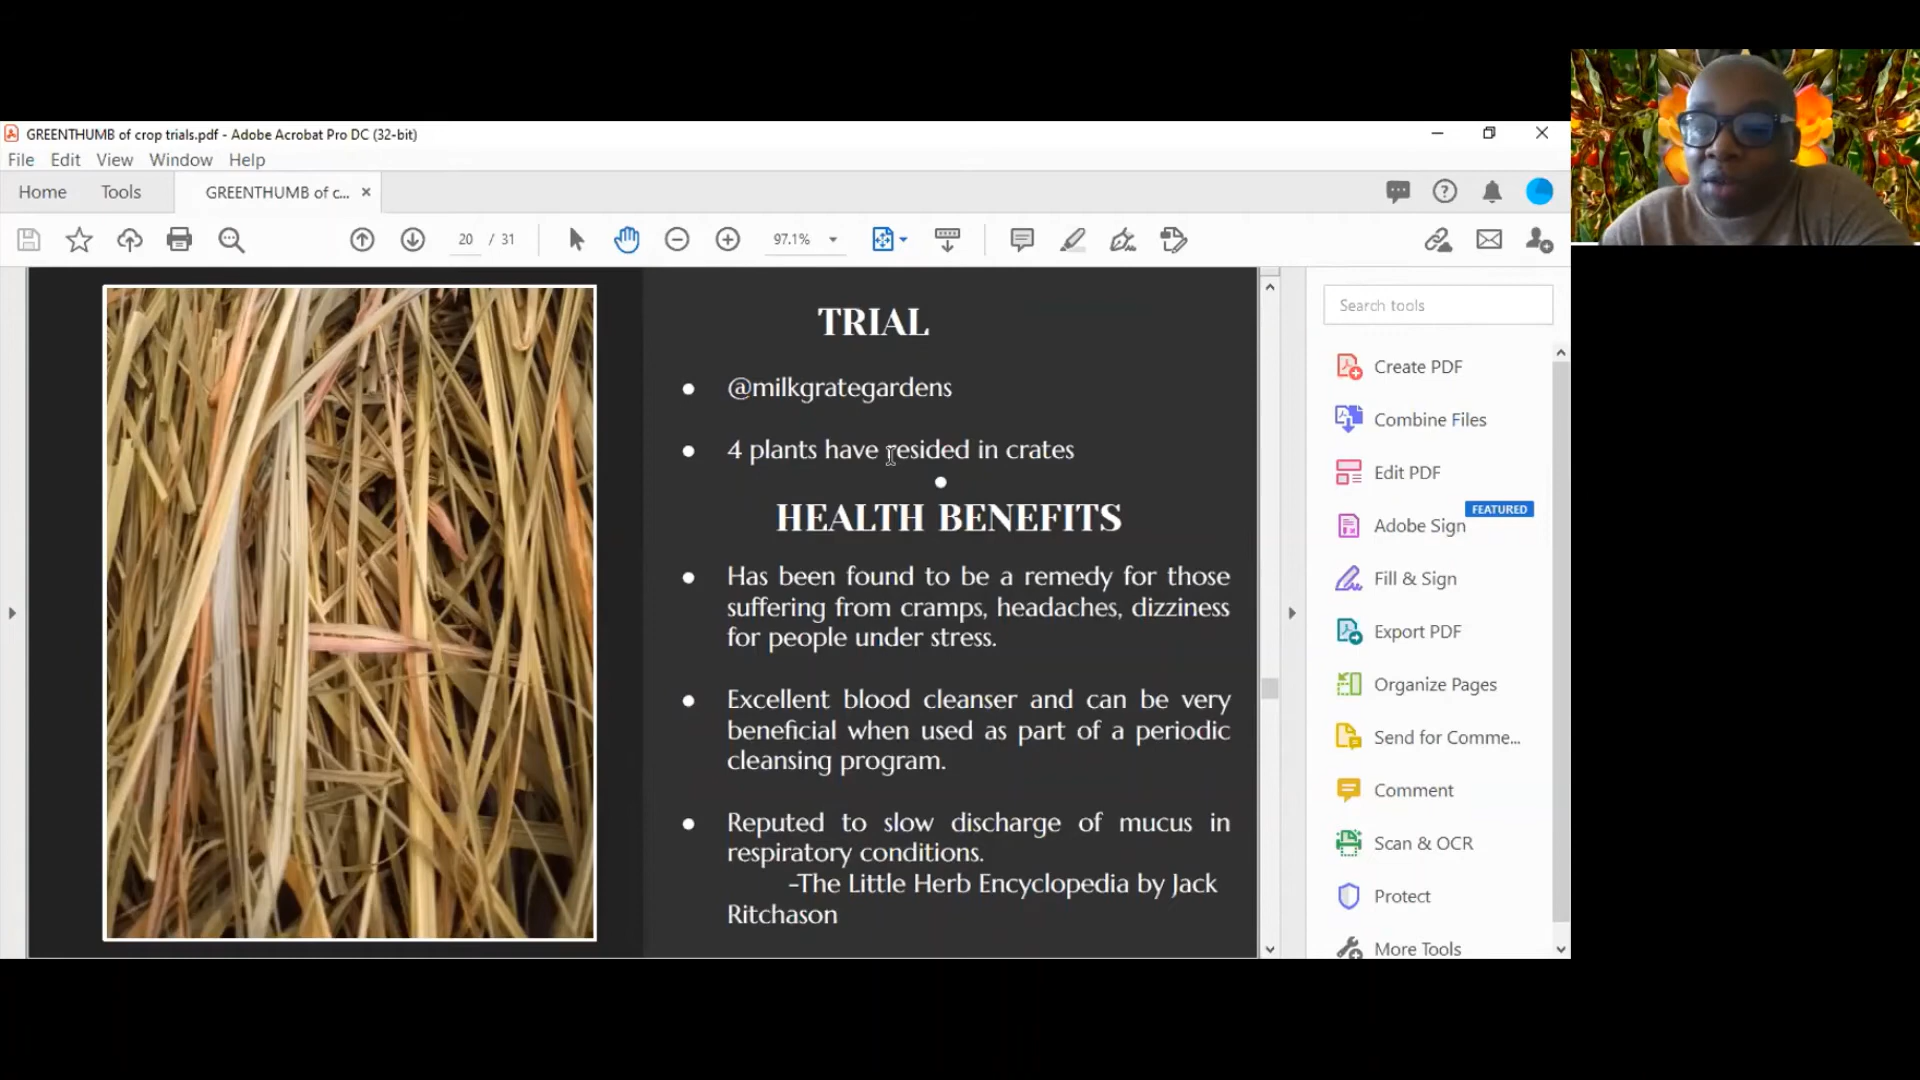 GREENTHUMB of crop trials.pdf - Adobe Acrobat Pro DC (32-bit)
File Edit View Window Help
Home Tools GREENTHUMB of c... ×
20 / 31 97.1%
TRIAL
• @milkgrategardens
• 4 plants have resided in crates
•
HEALTH BENEFITS
• Has been found to be a remedy for those
suffering from cramps, headaches, dizziness
for people under stress.
• Excellent blood cleanser and can be very
beneficial when used as part of a periodic
cleansing program.
• Reputed to slow discharge of mucus in
respiratory conditions.
-The Little Herb Encyclopedia by Jack
Ritchason
Search tools
Create PDF
Combine Files
Edit PDF
FEATURED
Adobe Sign
Fill & Sign
Export PDF
Organize Pages
Send for Comme...
Comment
Scan & OCR
Protect
More Tools